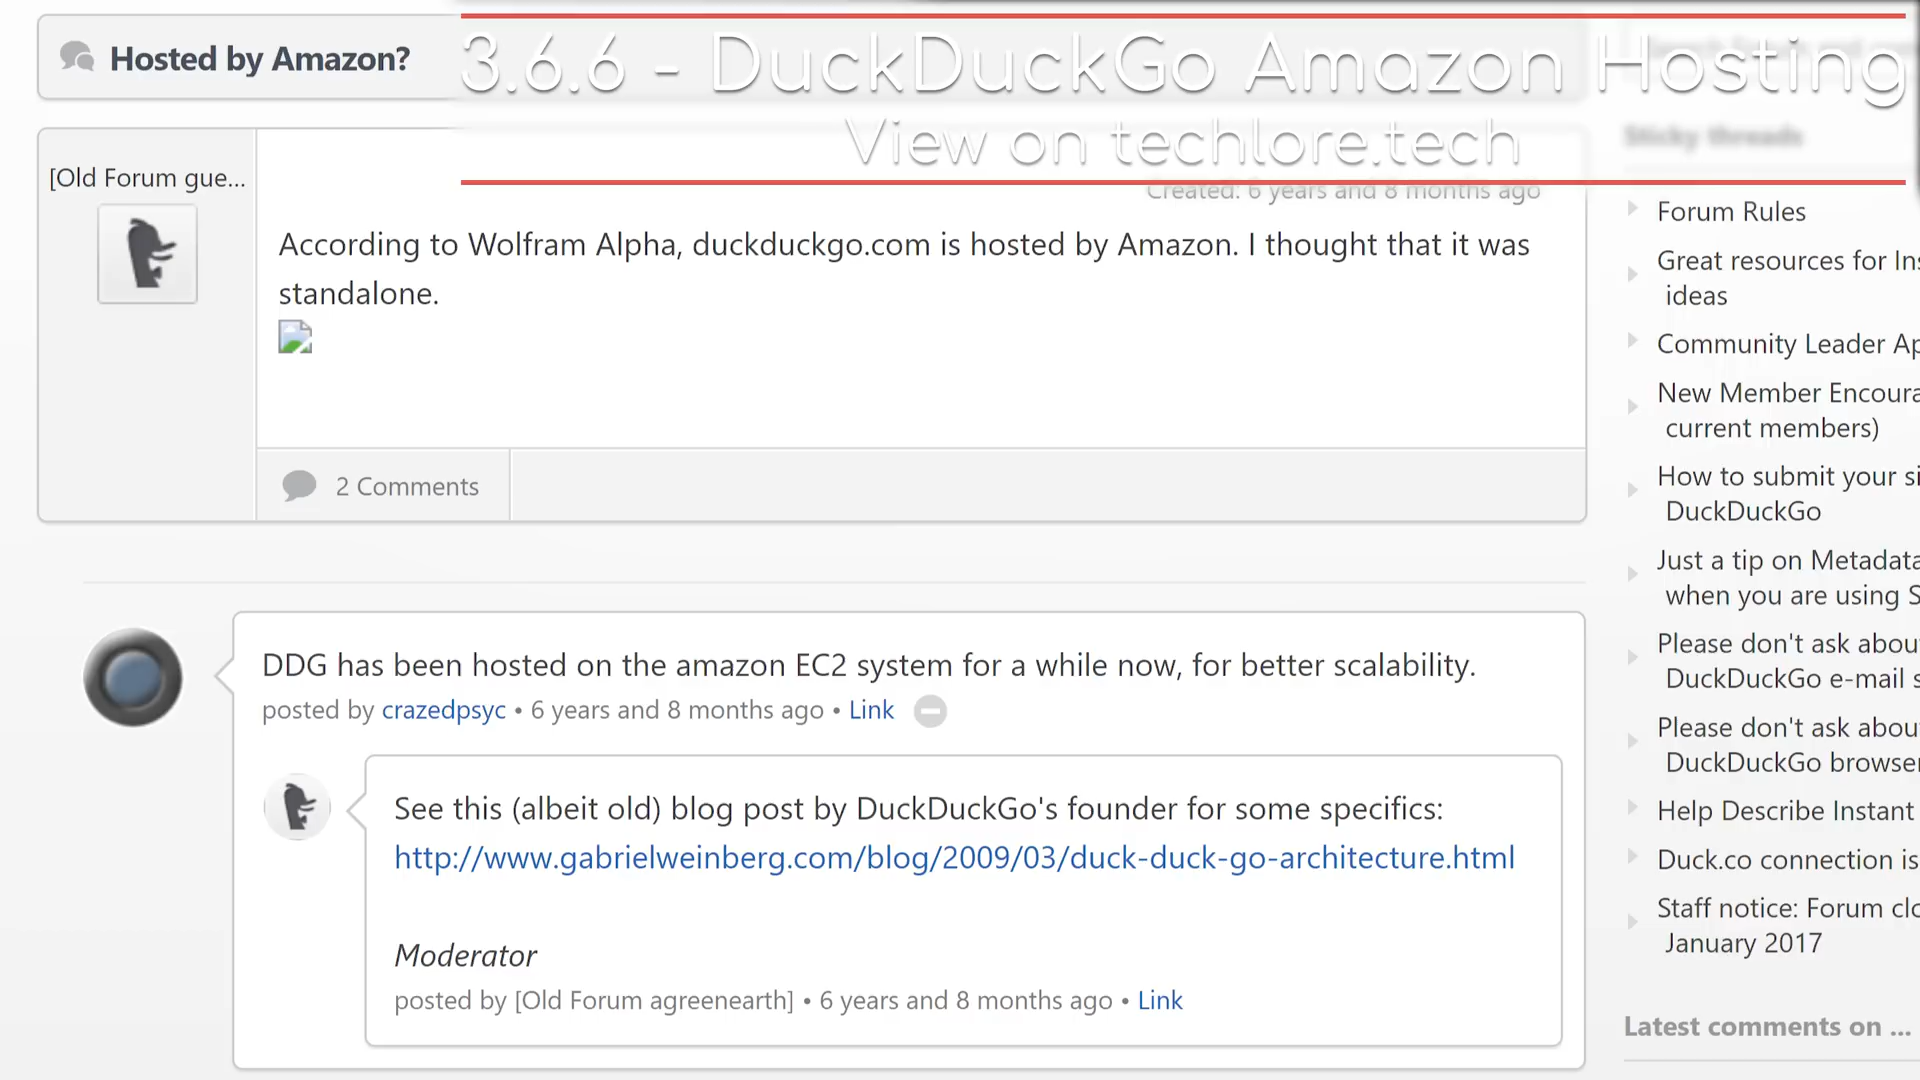 Hosted by Amazon?
3.6.6 - DuckDuckGo Amazon Hosting
View on techlore.tech
Sticky threads
[Old Forum gue...
Created: 6 years and 8 months ago
According to Wolfram Alpha, duckduckgo.com is hosted by Amazon. I thought that it was
standalone.
2 Comments
DDG has been hosted on the amazon EC2 system for a while now, for better scalability.
posted by crazedpsyc • 6 years and 8 months ago • Link
See this (albeit old) blog post by DuckDuckGo's founder for some specifics:
http://www.gabrielweinberg.com/blog/2009/03/duck-duck-go-architecture.html
Moderator
posted by [Old Forum agreenearth] • 6 years and 8 months ago • Link
Forum Rules
Great resources for Ins
ideas
Community Leader Ap
New Member Encoura
current members)
How to submit your si
DuckDuckGo
Just a tip on Metadata
when you are using S
Please don't ask abou
DuckDuckGo e-mail s
Please don't ask abou
DuckDuckGo browser
Help Describe Instant
Duck.co connection is
Staff notice: Forum clo
January 2017
Latest comments on ...